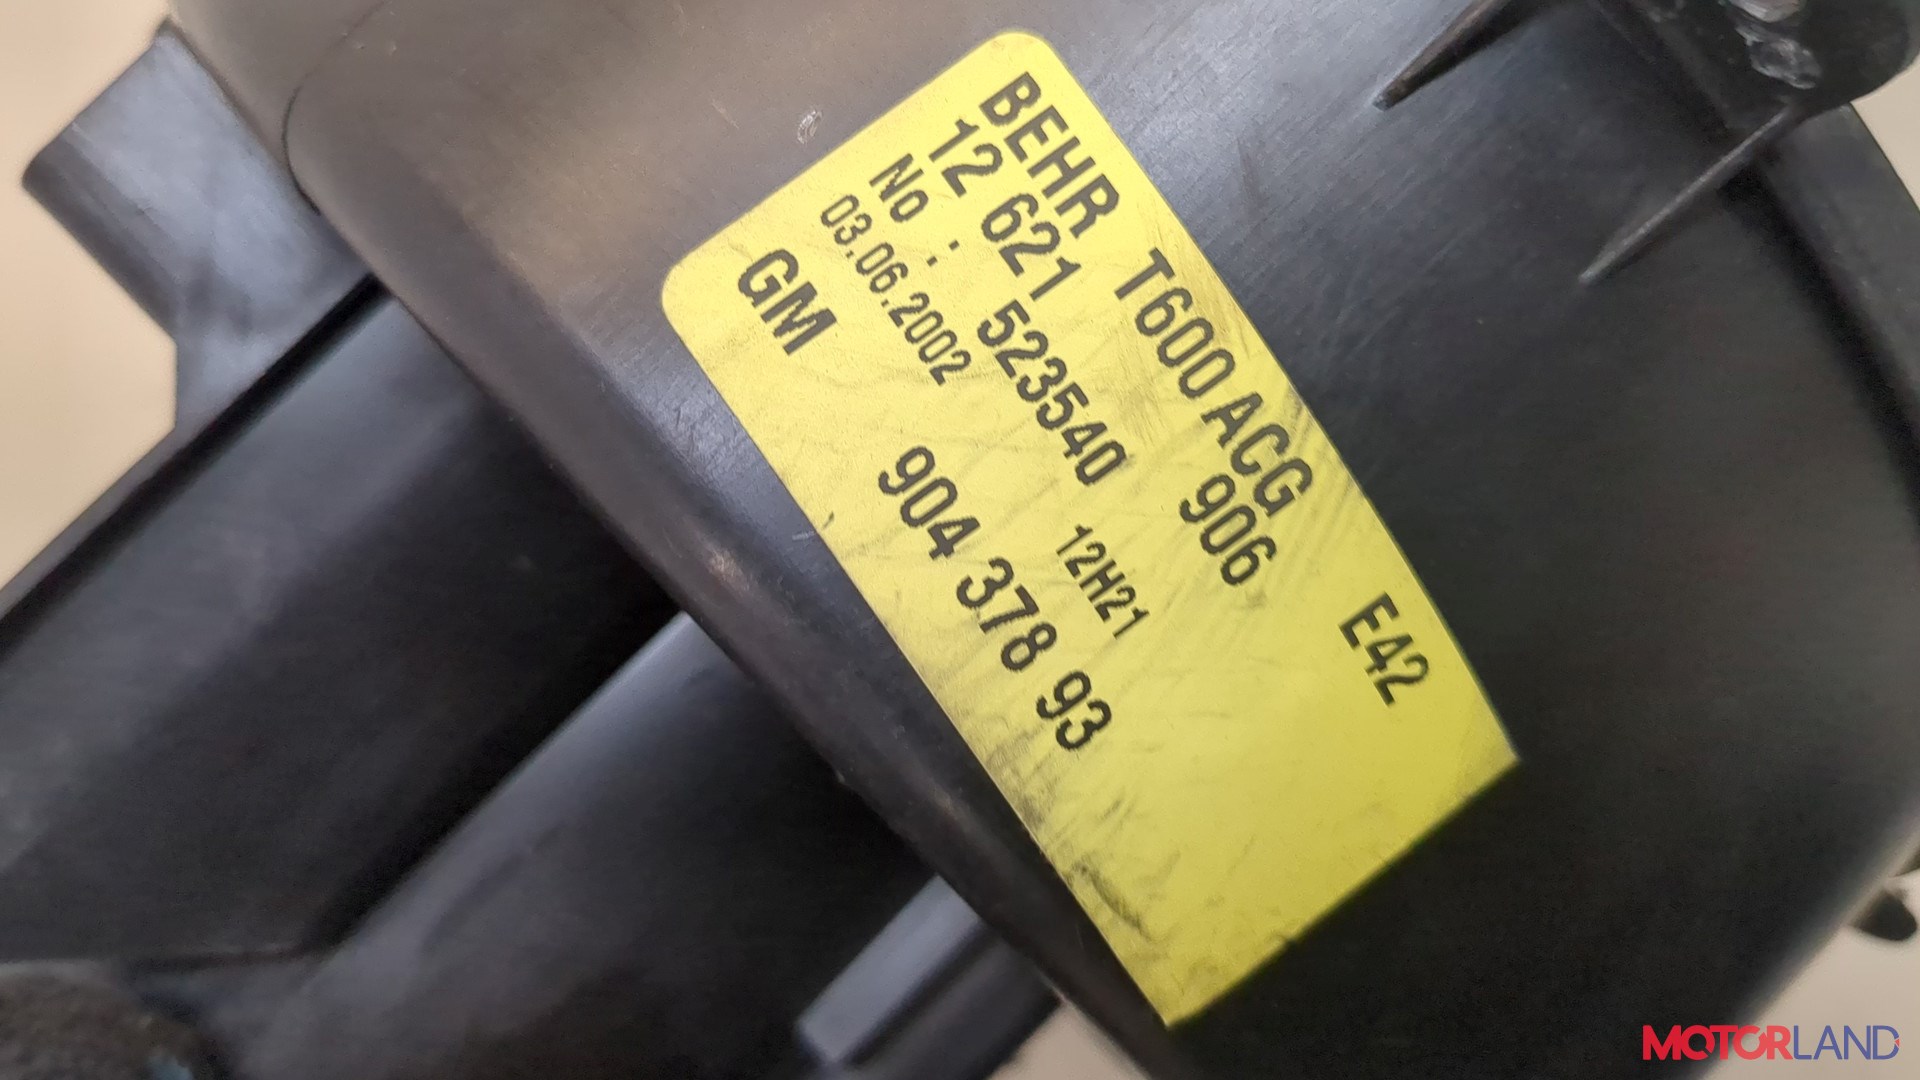 BEHR T600 ACG E42
12 621 906
No : 523540
03.06.2002 12H21
GM 904 378 93
MOTORLAND